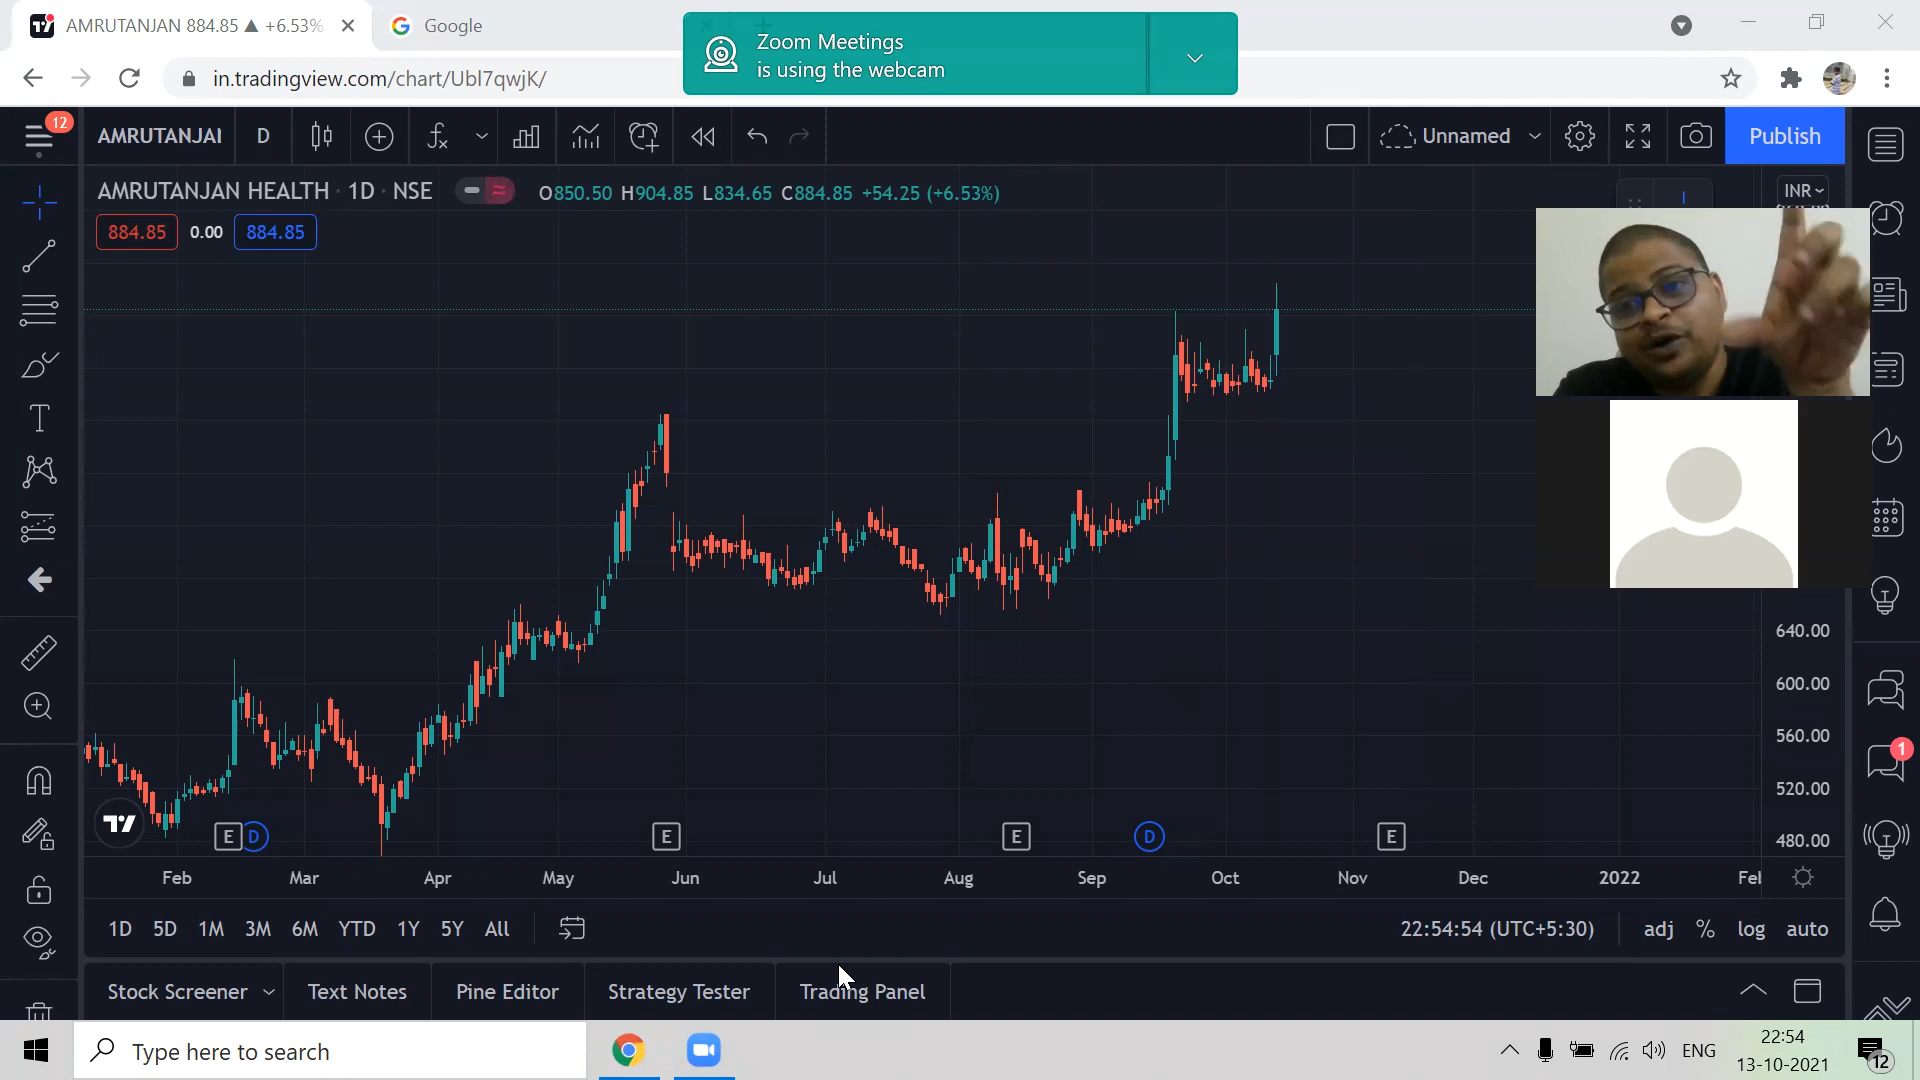 AMRUTANJAN 884.85 ▲ +6.53%
Google
Zoom Meetings
is using the webcam
in.tradingview.com/chart/Ubl7qwjK/
12
AMRUTANJAI
D
Unnamed
Publish
AMRUTANJAN HEALTH · 1D · NSE
O850.50 H904.85 L834.65 C884.85 +54.25 (+6.53%)
INR
884.85
0.00
884.85
640.00
600.00
560.00
520.00
480.00
1
E
D
E
E
D
E
Feb
Mar
Apr
May
Jun
Jul
Aug
Sep
Oct
Nov
Dec
2022
Fel
1D
5D
1M
3M
6M
YTD
1Y
5Y
All
22:54:54 (UTC+5:30)
adj
%
log
auto
Stock Screener
Text Notes
Pine Editor
Strategy Tester
Trading Panel
Type here to search
ENG
22:54
13-10-2021
12